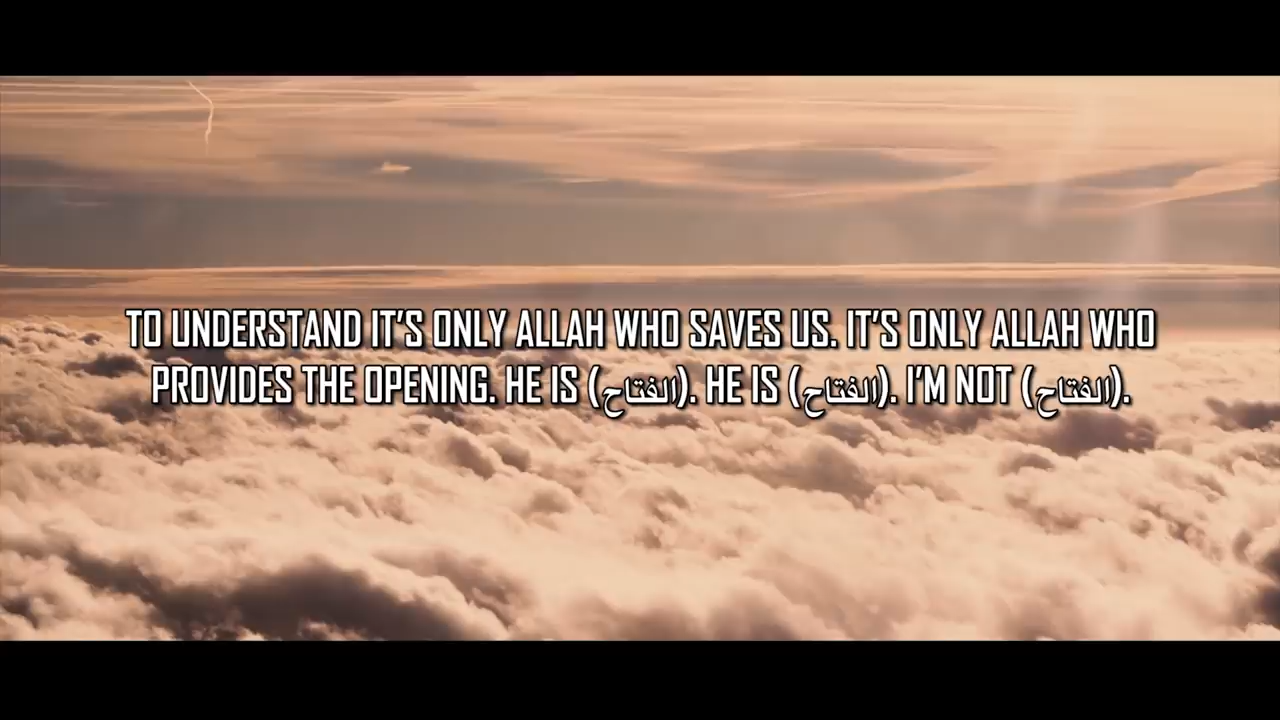 TO UNDERSTAND IT'S ONLY ALLAH WHO SAVES US. IT'S ONLY ALLAH WHO
PROVIDES THE OPENING. HE IS (الفتاح). HE IS (الفتاح). I'M NOT (الفتاح).